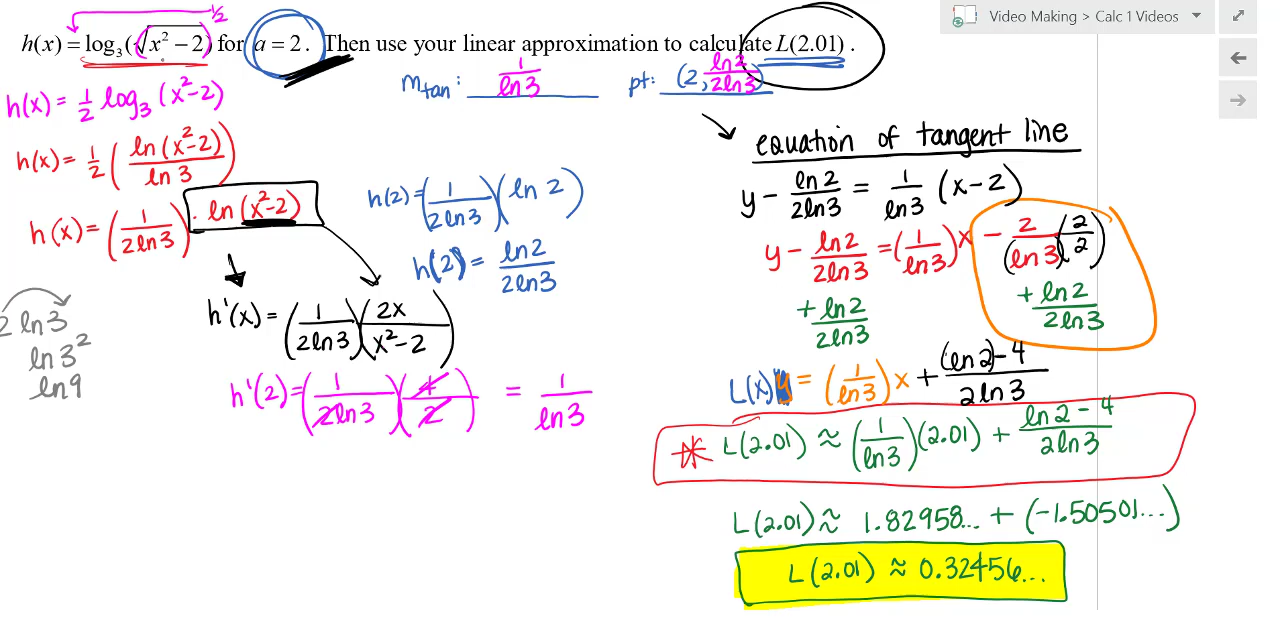 Video Making > Calc 1 Videos
1/2
h(x) = log₃(√(x² − 2)) for a = 2. Then use your linear approximation to calculate L(2.01).
m_tan: 1/ln3 pt: (2, ln2/2ln3)
h(x) = 1/2 log₃ (x²-2)
h(x) = 1/2 (ln(x²-2)/ln 3)
h(x) = (1/2ln3) · ln(x²-2)
h(2) = (1/2ln3)(ln 2)
h(2) = ln2/2ln3
h'(x) = (1/2ln3)(2x/x²-2)
h'(2) = (1/2ln3)(4/2) = 1/ln3
2 ln3
ln3²
ln9
equation of tangent line
y - ln2/2ln3 = 1/ln3 (x-2)
y - ln2/2ln3 = (1/ln3)x - 2/(ln3) (2/2)
+ ln2/2ln3 + ln2/2ln3
L(x) y = (1/ln3)x + (ln2)-4/2ln3
* L(2.01) ≈ (1/ln3)(2.01) + ln2-4/2ln3
L(2.01) ≈ 1.82958... + (-1.50501...)
L(2.01) ≈ 0.32456...